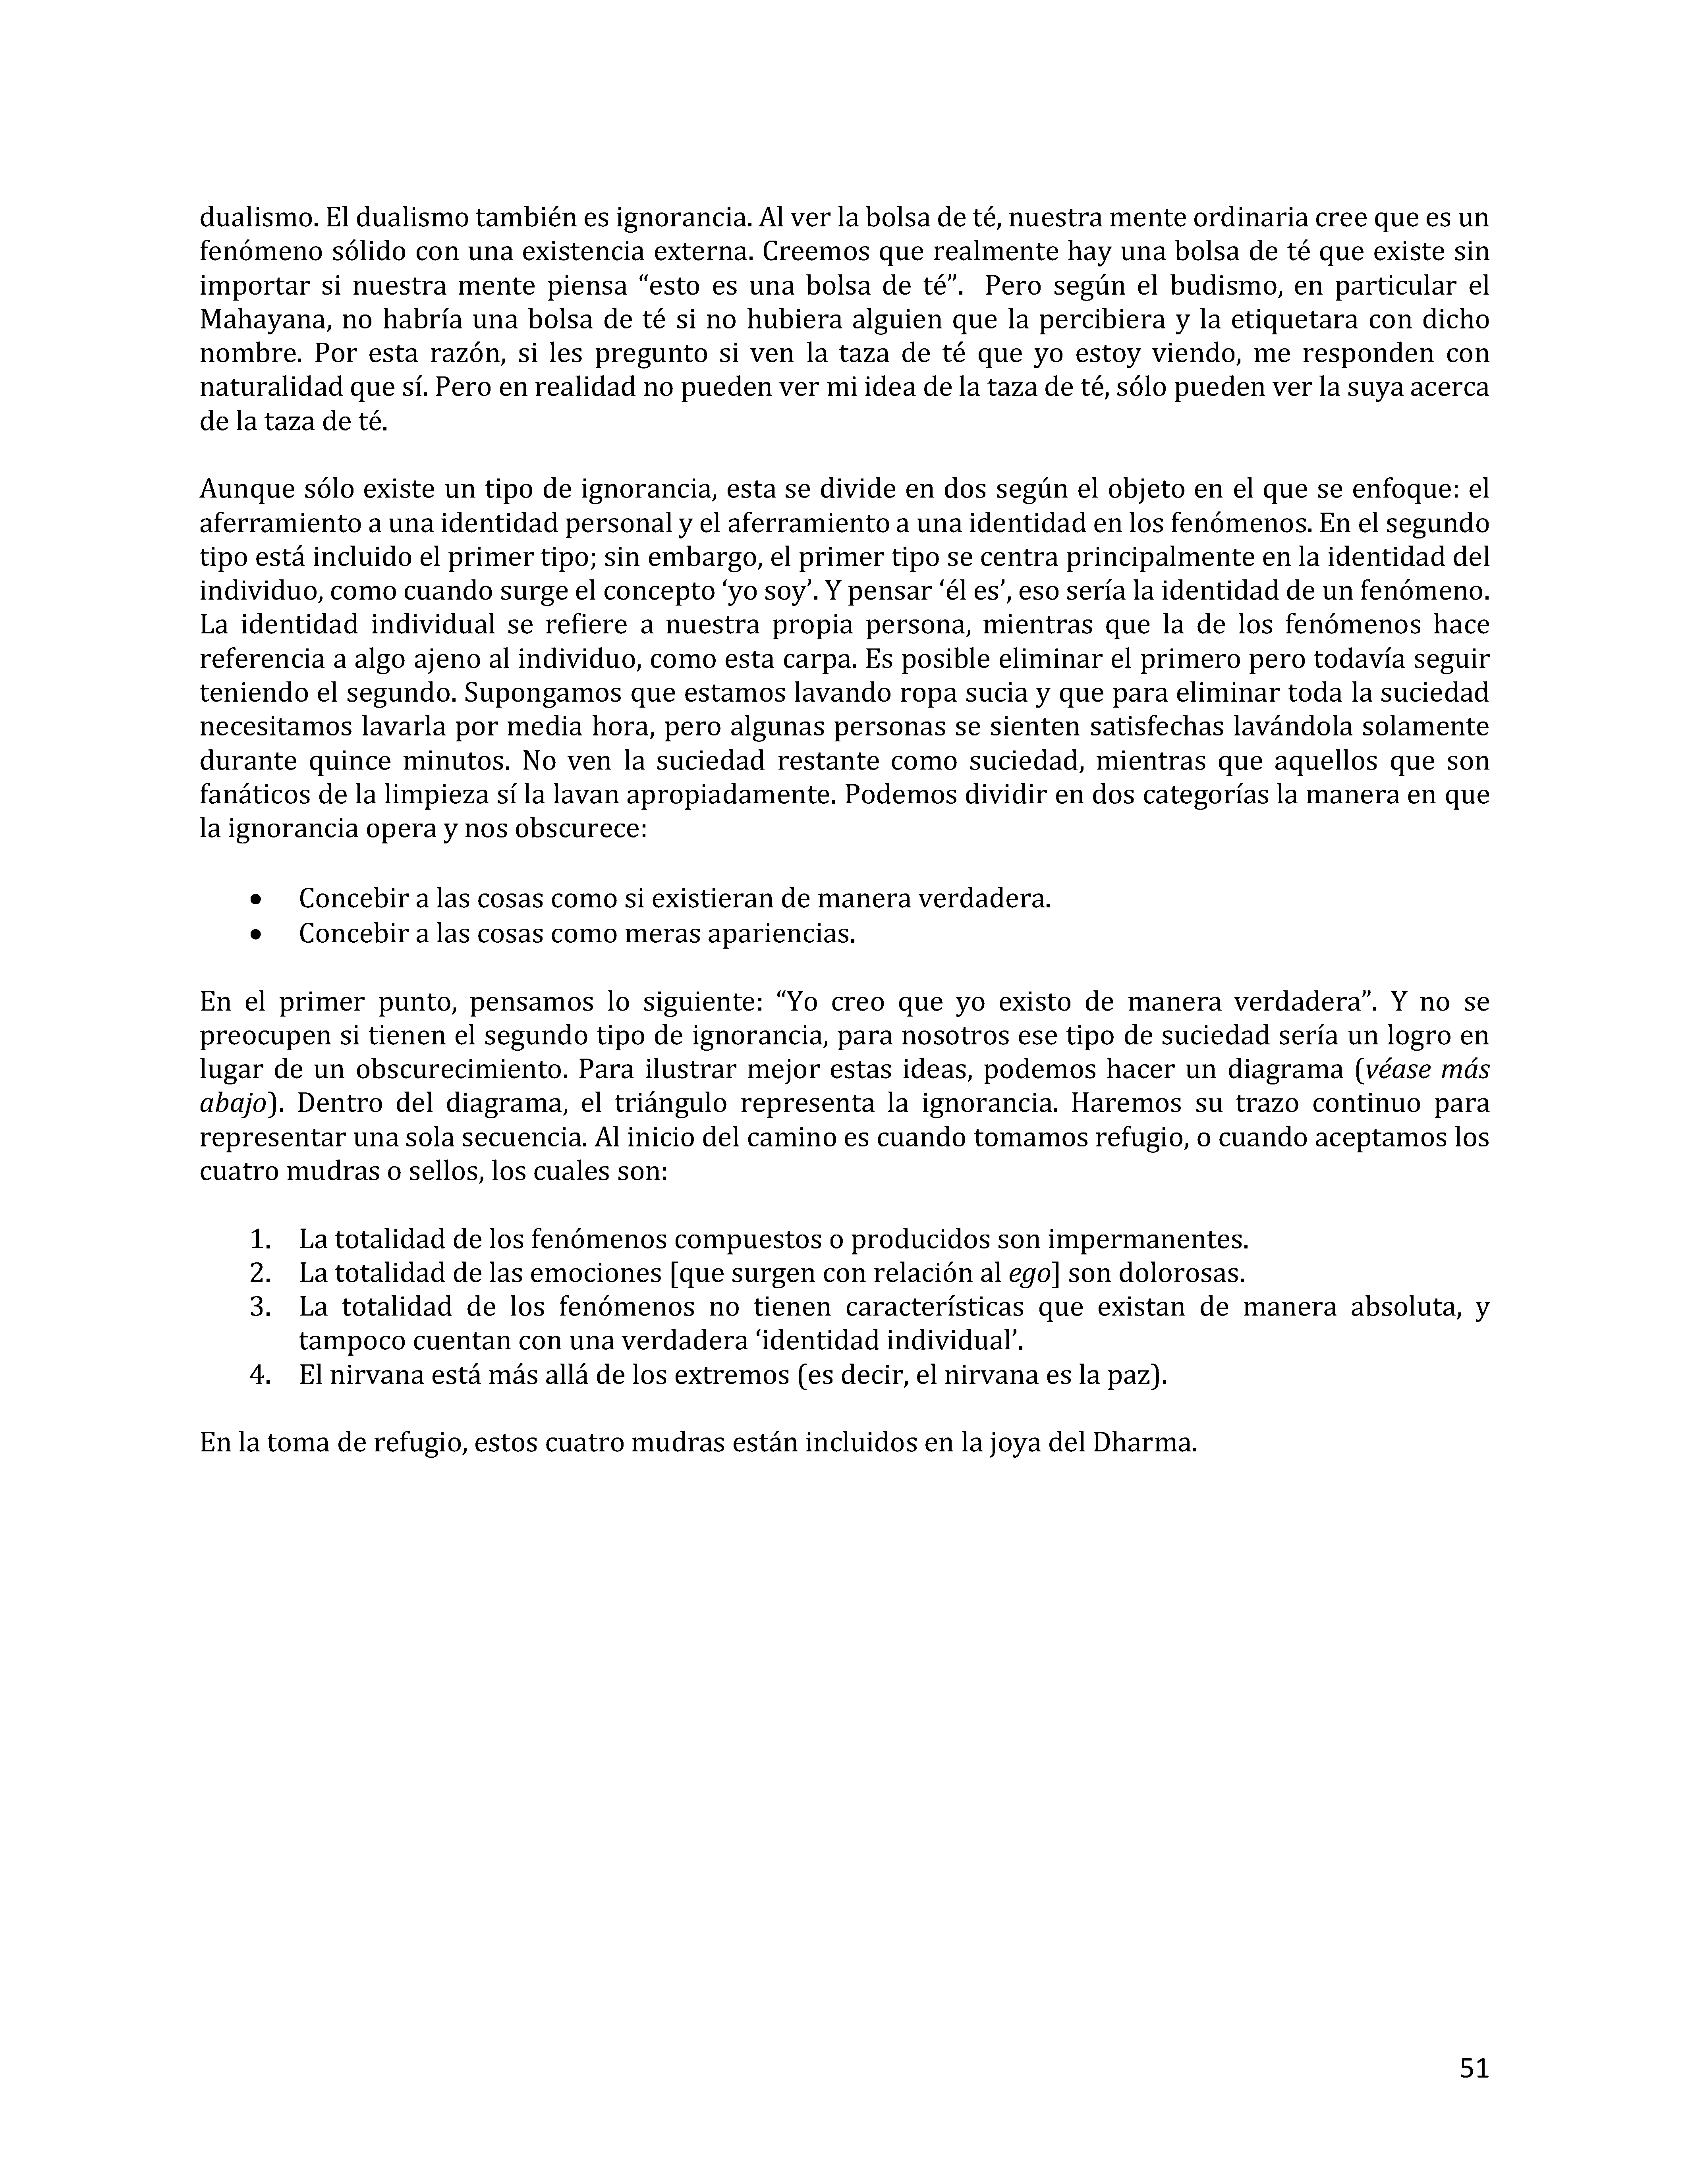 dualismo. El dualismo también es ignorancia. Al ver la bolsa de té, nuestra mente ordinaria cree que es un
fenómeno sólido con una existencia externa. Creemos que realmente hay una bolsa de té que existe sin
importar si nuestra mente piensa “esto es una bolsa de té”.  Pero según el budismo, en particular el
Mahayana, no habría una bolsa de té si no hubiera alguien que la percibiera y la etiquetara con dicho
nombre. Por esta razón, si les pregunto si ven la taza de té que yo estoy viendo, me responden con
naturalidad que sí. Pero en realidad no pueden ver mi idea de la taza de té, sólo pueden ver la suya acerca
de la taza de té.
Aunque sólo existe un tipo de ignorancia, esta se divide en dos según el objeto en el que se enfoque: el
aferramiento a una identidad personal y el aferramiento a una identidad en los fenómenos. En el segundo
tipo está incluido el primer tipo; sin embargo, el primer tipo se centra principalmente en la identidad del
individuo, como cuando surge el concepto ‘yo soy’. Y pensar ‘él es’, eso sería la identidad de un fenómeno.
La identidad individual se refiere a nuestra propia persona, mientras que la de los fenómenos hace
referencia a algo ajeno al individuo, como esta carpa. Es posible eliminar el primero pero todavía seguir
teniendo el segundo. Supongamos que estamos lavando ropa sucia y que para eliminar toda la suciedad
necesitamos lavarla por media hora, pero algunas personas se sienten satisfechas lavándola solamente
durante quince minutos. No ven la suciedad restante como suciedad, mientras que aquellos que son
fanáticos de la limpieza sí la lavan apropiadamente. Podemos dividir en dos categorías la manera en que
la ignorancia opera y nos obscurece:
• Concebir a las cosas como si existieran de manera verdadera.
• Concebir a las cosas como meras apariencias.
En el primer punto, pensamos lo siguiente: “Yo creo que yo existo de manera verdadera”. Y no se
preocupen si tienen el segundo tipo de ignorancia, para nosotros ese tipo de suciedad sería un logro en
lugar de un obscurecimiento. Para ilustrar mejor estas ideas, podemos hacer un diagrama (véase más
abajo). Dentro del diagrama, el triángulo representa la ignorancia. Haremos su trazo continuo para
representar una sola secuencia. Al inicio del camino es cuando tomamos refugio, o cuando aceptamos los
cuatro mudras o sellos, los cuales son:
1. La totalidad de los fenómenos compuestos o producidos son impermanentes.
2. La totalidad de las emociones [que surgen con relación al ego] son dolorosas.
3. La totalidad de los fenómenos no tienen características que existan de manera absoluta, y
tampoco cuentan con una verdadera ‘identidad individual’.
4. El nirvana está más allá de los extremos (es decir, el nirvana es la paz).
En la toma de refugio, estos cuatro mudras están incluidos en la joya del Dharma.
51